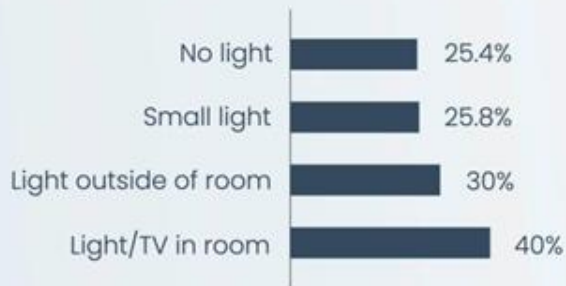 No light 25.4%
Small light 25.8%
Light outside of room 30%
Light/TV in room 40%